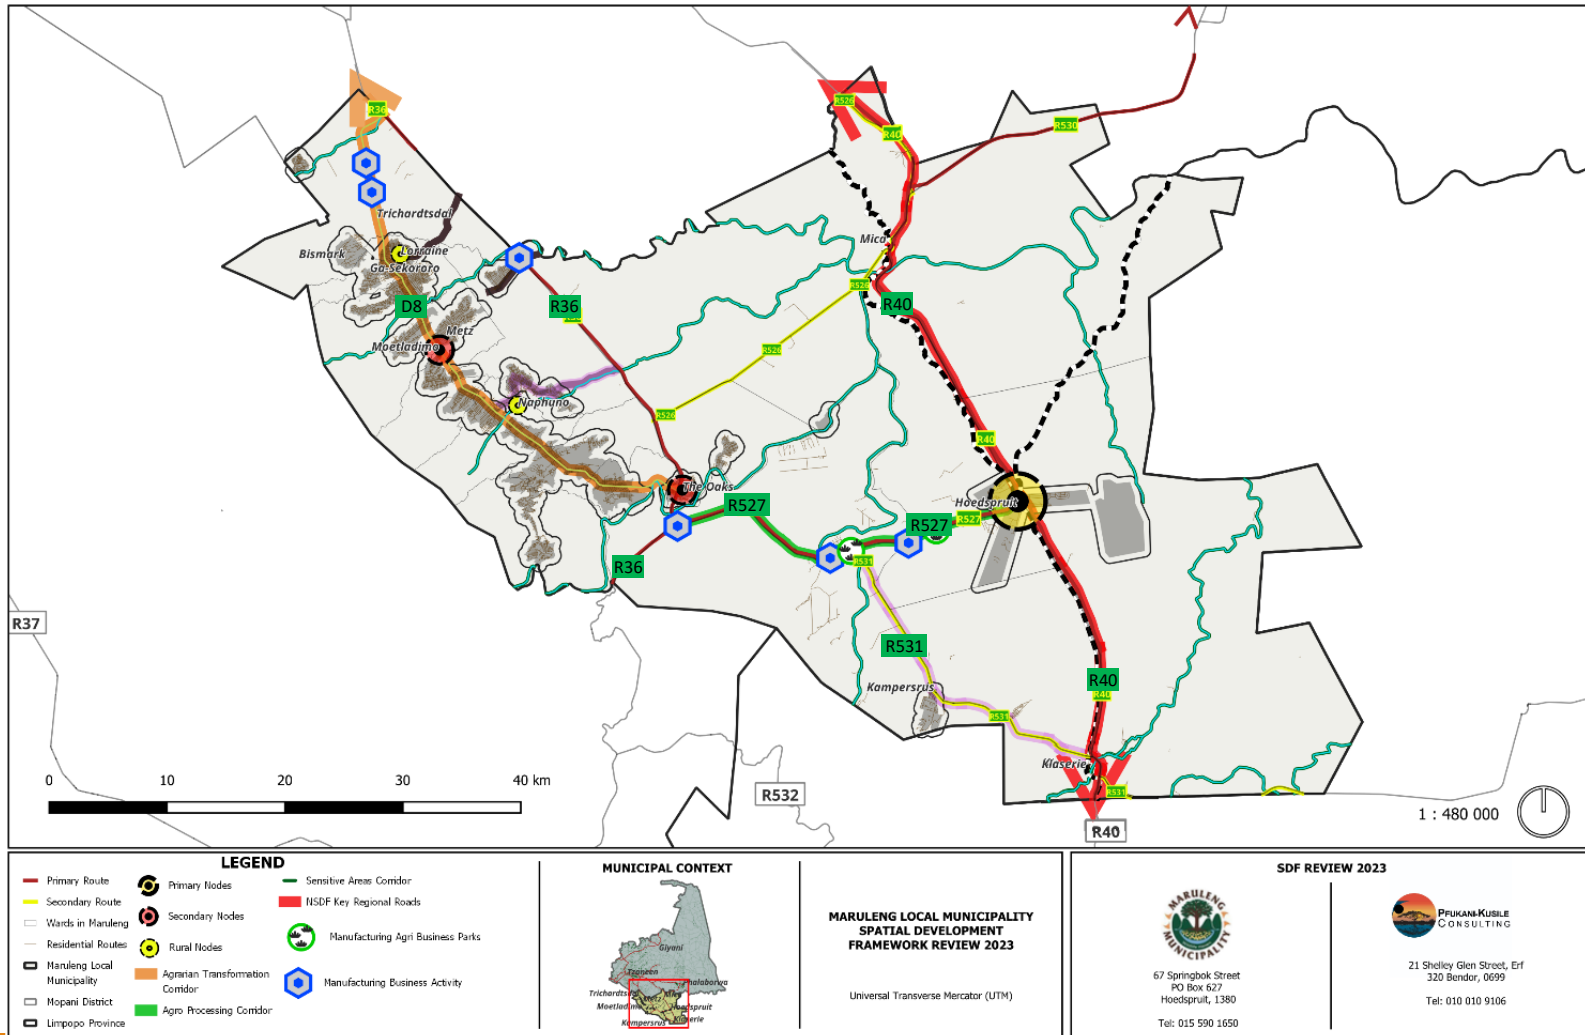 R36
R526
R40
R530
Trichardtsdal
Mica
Bismark
Lorraine
Ga-Sekororo
R526
D8
R36
R40
Metz
Moetladimo
R526
Naphuno
R526
R40
The Oaks
R527
Hoedspruit
R527
R527
R531
R36
R37
R531
Kampersrus
R40
R40
R531
Klaserie
0 10 20 30 40 km
R532
R531
1 : 480 000
R40
LEGEND
Primary Route
Secondary Route
Wards in Maruleng
Residential Routes
Maruleng Local
Municipality
Mopani District
Limpopo Province
Primary Nodes
Secondary Nodes
Rural Nodes
Agrarian Transformation
Corridor
Agro Processing Corridor
Sensitive Areas Corridor
NSDF Key Regional Roads
Manufacturing Agri Business Parks
Manufacturing Business Activity
MUNICIPAL CONTEXT
Giyani
Tzaneen
Phalaborwa
Trichardtsdal
Metz
Mica
Moetladimo
Hoedspruit
Kampersrus
Klaserie
MARULENG LOCAL MUNICIPALITY
SPATIAL DEVELOPMENT
FRAMEWORK REVIEW 2023
Universal Transverse Mercator (UTM)
SDF REVIEW 2023
MARULENG
MUNICIPALITY
67 Springbok Street
PO Box 627
Hoedspruit, 1380
Tel: 015 590 1650
PFUKANI-KUSILE
CONSULTING
21 Shelley Glen Street, Erf
320 Bendor, 0699
Tel: 010 010 9106